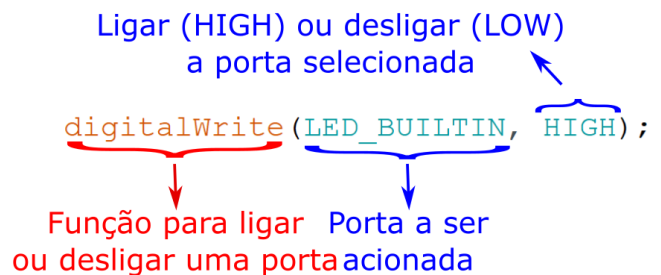 Ligar (HIGH) ou desligar (LOW)
a porta selecionada
digitalWrite(LED_BUILTIN, HIGH);
Função para ligar
ou desligar uma porta
Porta a ser
acionada